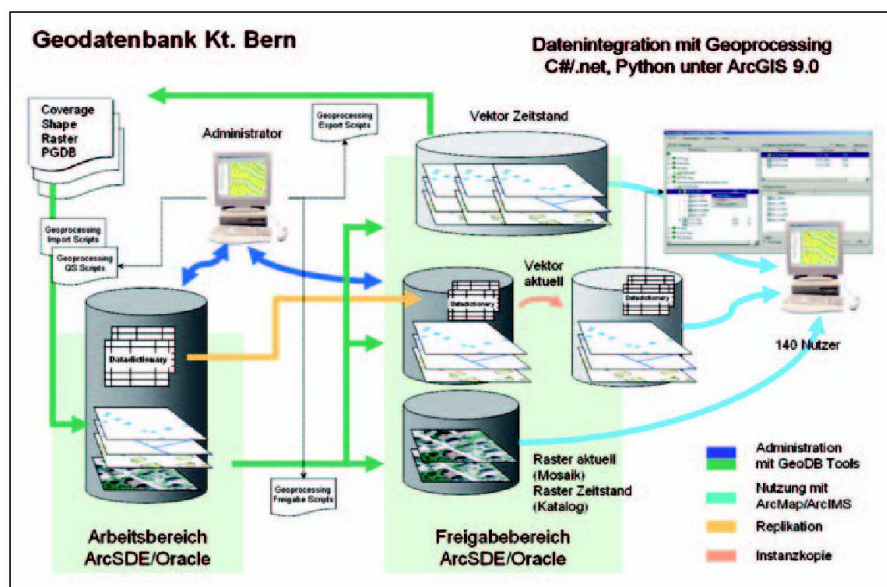 Geodatenbank Kt. Bern
Datenintegration mit Geoprocessing
C#/.net, Python unter ArcGIS 9.0
Coverage
Shape
Raster
PGDB
Administrator
Geoprocessing
Export Scripts
Vektor Zeitstand
Geoprocessing
Import Scripts
Geoprocessing
QS Scripts
Vektor
aktuell
Datadictionary
Datadictionary
Datadictionary
140 Nutzer
Raster aktuell
(Mosaik)
Raster Zeitstand
(Katalog)
Geoprocessing
Freigabe Scripts
Arbeitsbereich
ArcSDE/Oracle
Freigabebereich
ArcSDE/Oracle
Administration
mit GeoDB Tools
Nutzung mit
ArcMap/ArcIMS
Replikation
Instanzkopie